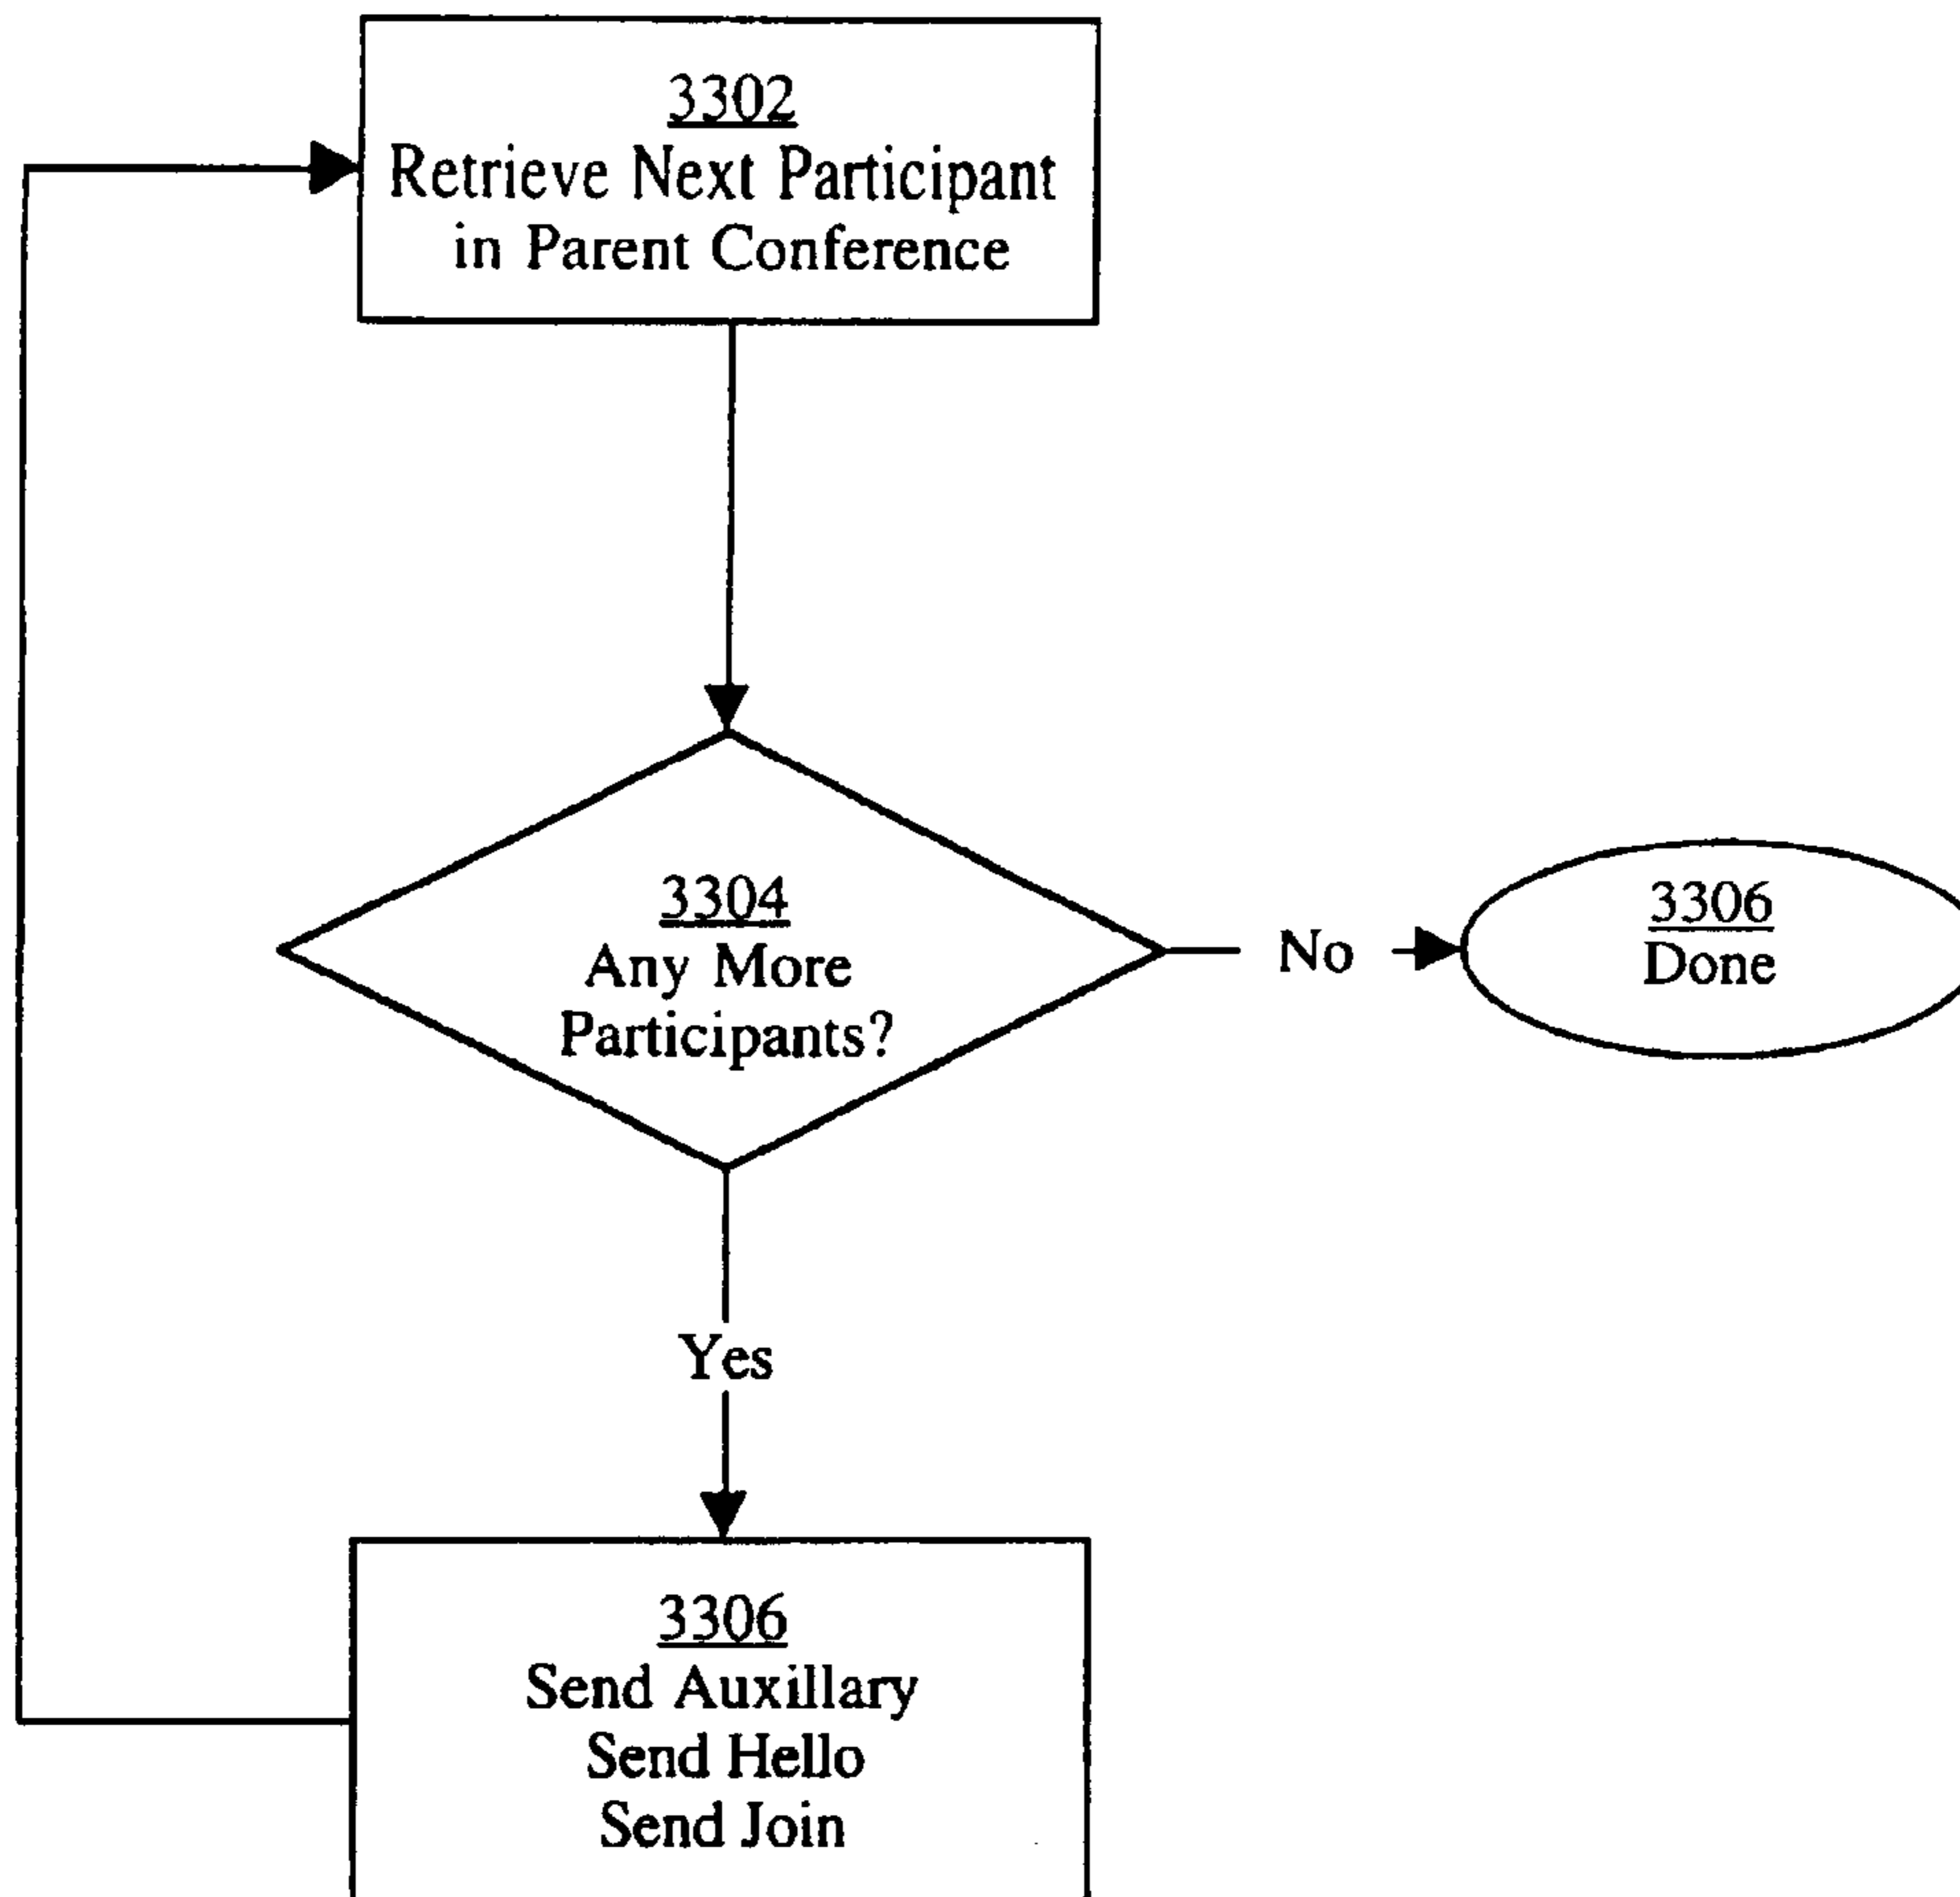 3302
Retrieve Next Participant
in Parent Conference
3304
Any More
Participants?
No
3306
Done
Yes
3306
Send Auxillary
Send Hello
Send Join